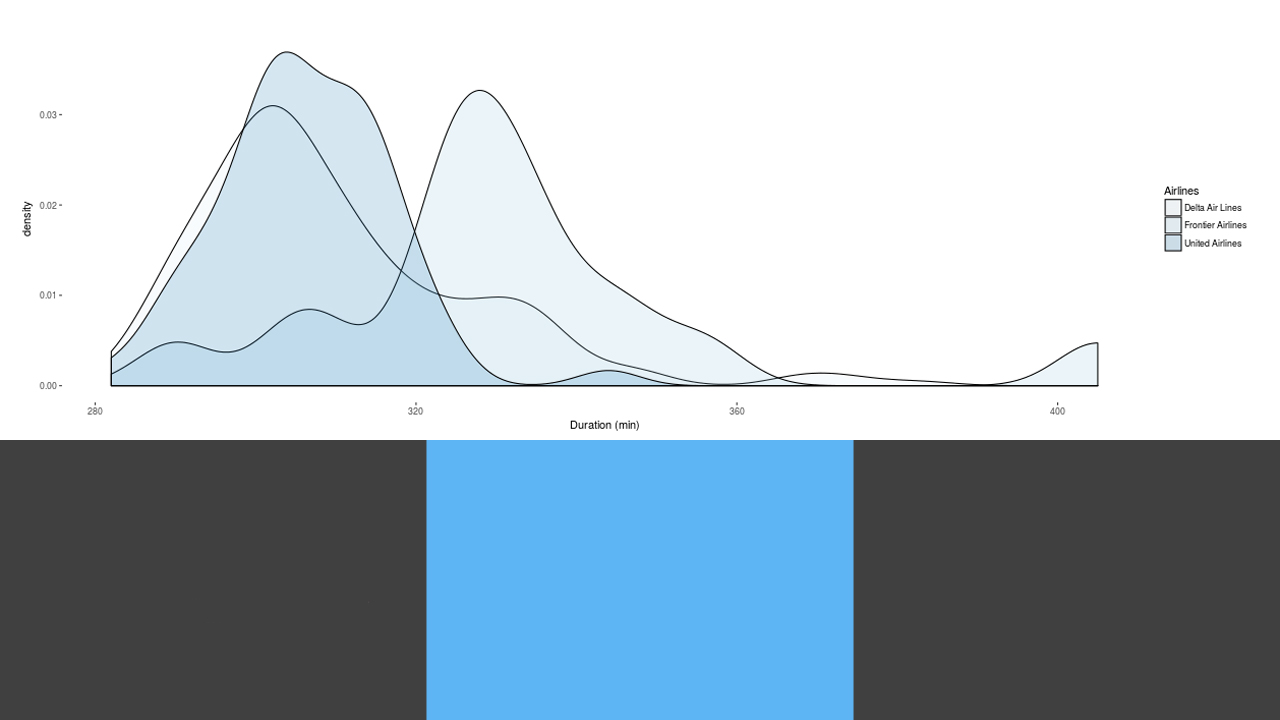 0.03
0.02
0.01
0.00
density
280
320
360
400
Duration (min)
Airlines
Delta Air Lines
Frontier Airlines
United Airlines